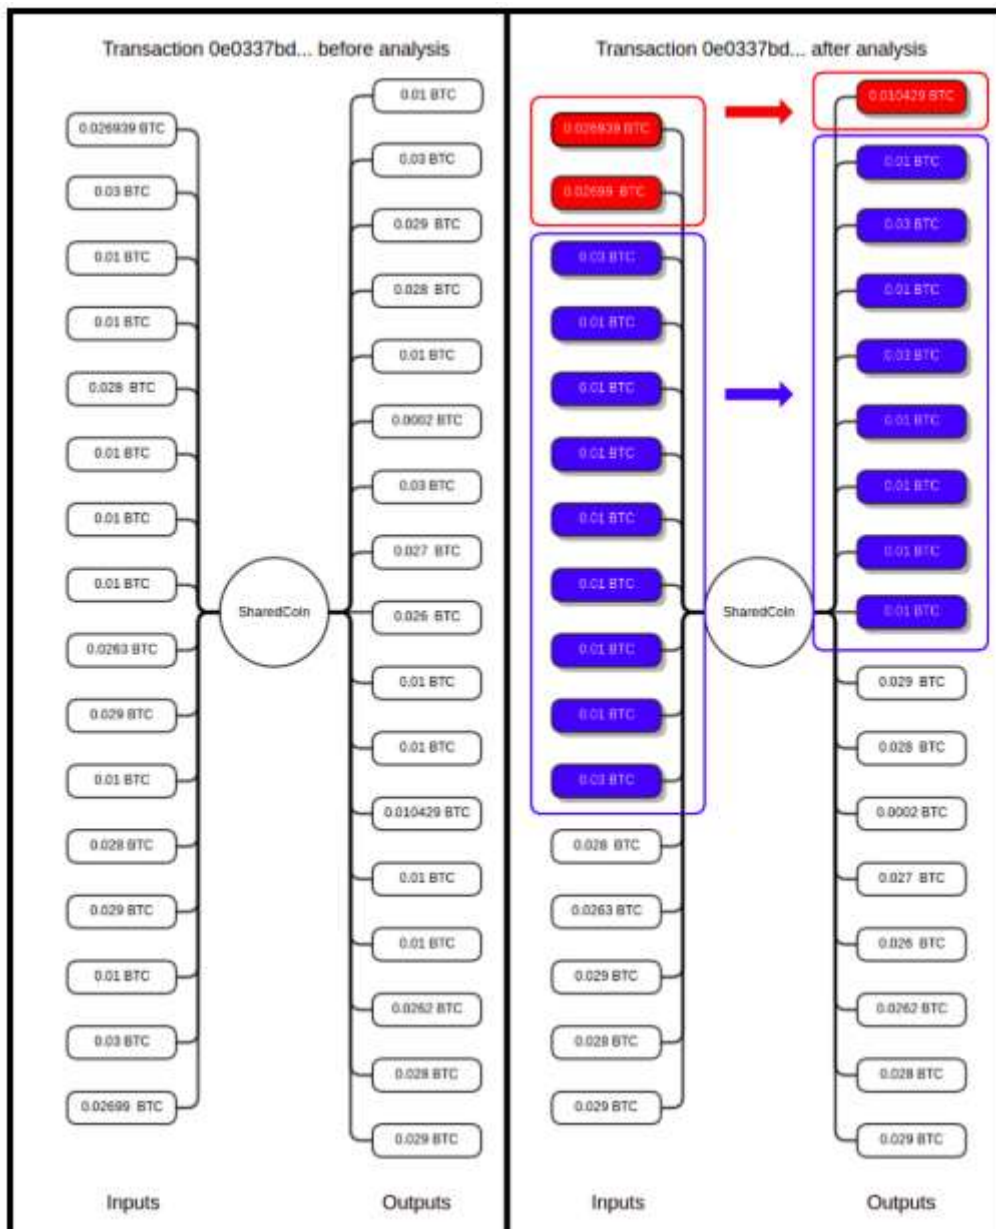 Transaction 0e0337bd... before analysis
0.026939 BTC
0.03 BTC
0.01 BTC
0.01 BTC
0.028 BTC
0.01 BTC
0.01 BTC
0.01 BTC
0.0263 BTC
0.029 BTC
0.01 BTC
0.028 BTC
0.029 BTC
0.01 BTC
0.03 BTC
0.02699 BTC
Inputs
SharedCoin
0.01 BTC
0.03 BTC
0.029 BTC
0.028 BTC
0.01 BTC
0.0002 BTC
0.03 BTC
0.027 BTC
0.026 BTC
0.01 BTC
0.01 BTC
0.010429 BTC
0.01 BTC
0.01 BTC
0.0262 BTC
0.028 BTC
0.029 BTC
Outputs
Transaction 0e0337bd... after analysis
0.026939 BTC
0.02699 BTC
0.03 BTC
0.01 BTC
0.01 BTC
0.01 BTC
0.01 BTC
0.01 BTC
0.01 BTC
0.01 BTC
0.03 BTC
0.028 BTC
0.0263 BTC
0.029 BTC
0.028 BTC
0.029 BTC
Inputs
SharedCoin
0.010429 BTC
0.01 BTC
0.03 BTC
0.01 BTC
0.03 BTC
0.01 BTC
0.01 BTC
0.01 BTC
0.01 BTC
0.029 BTC
0.028 BTC
0.0002 BTC
0.027 BTC
0.026 BTC
0.0262 BTC
0.028 BTC
0.029 BTC
Outputs